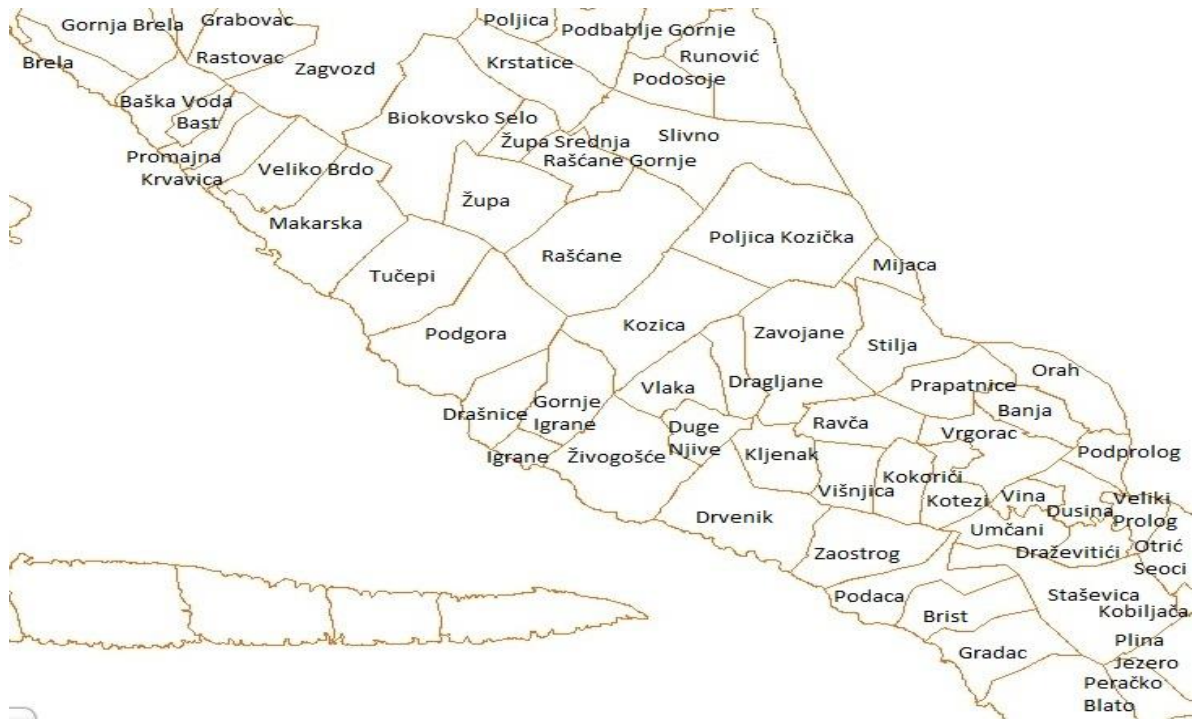 Gornja Brela
Grabovac
Poljica
Podbablje Gornje
Brela
Rastovac
Zagvozd
Krstatice
Runović
Podosoje
Baška Voda
Bast
Biokovsko Selo
Župa Srednja
Slivno
Promajna
Krvavica
Veliko Brdo
Rašćane Gornje
Župa
Makarska
Poljica Kozička
Tučepi
Rašćane
Mijaca
Podgora
Kozica
Zavojane
Stilja
Vlaka
Dragljane
Prapatnice
Orah
Drašnice
Gornje
Igrane
Duge
Njive
Ravča
Banja
Vrgorac
Igrane
Živogošće
Kljenak
Podprolog
Višnjica
Kokorići
Kotezi
Vina
Dusina
Veliki
Prolog
Drvenik
Umčani
Zaostrog
Draževitići
Otrić
Seoci
Podaca
Staševica
Brist
Kobiljača
Gradac
Plina
Jezero
Peračko
Blato